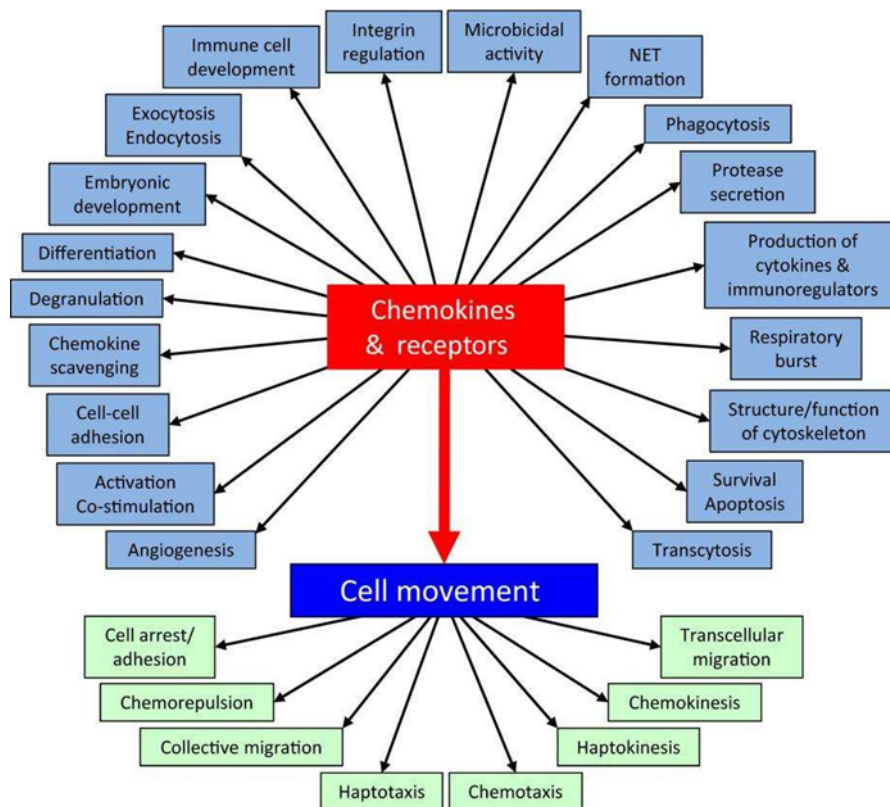 Immune cell
development
Integrin
regulation
Microbicidal
activity
NET
formation
Exocytosis
Endocytosis
Phagocytosis
Embryonic
development
Protease
secretion
Differentiation
Production of
cytokines &
immunoregulators
Degranulation
Chemokines
& receptors
Chemokine
scavenging
Respiratory
burst
Cell-cell
adhesion
Structure/function
of cytoskeleton
Activation
Co-stimulation
Survival
Apoptosis
Angiogenesis
Transcytosis
Cell movement
Cell arrest/
adhesion
Transcellular
migration
Chemorepulsion
Chemokinesis
Collective migration
Haptokinesis
Haptotaxis
Chemotaxis